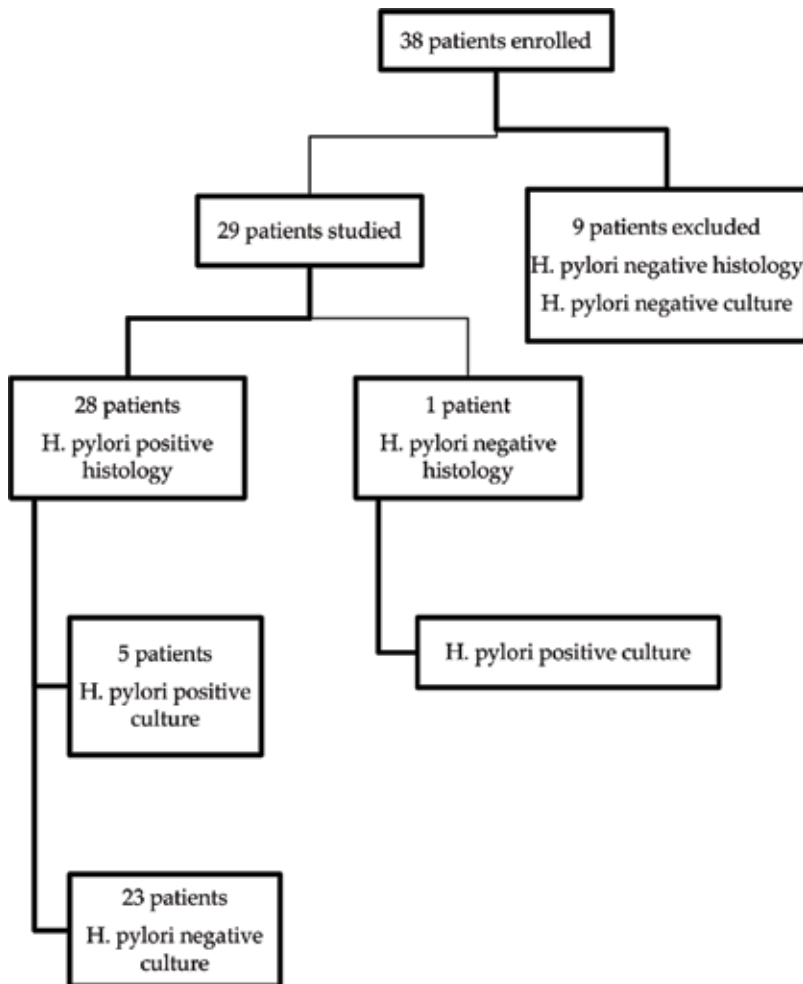 38 patients enrolled
29 patients studied
9 patients excluded
H. pylori negative histology
H. pylori negative culture
28 patients
H. pylori positive
histology
1 patient
H. pylori negative
histology
5 patients
H. pylori positive
culture
H. pylori positive culture
23 patients
H. pylori negative
culture